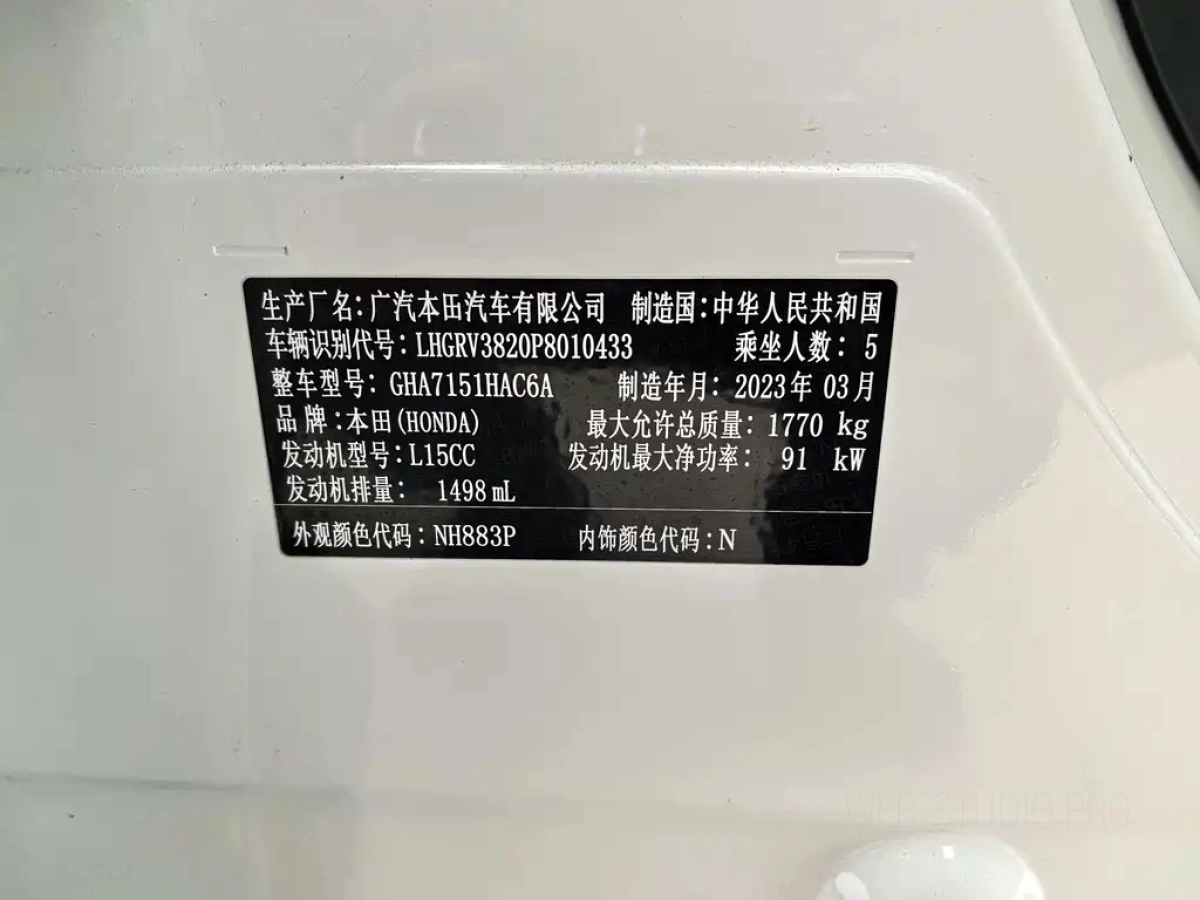 生产厂名：广汽本田汽车有限公司 制造国：中华人民共和国
车辆识别代号：LHGRV3820P8010433 乘坐人数：5
整车型号：GHA7151HAC6A 制造年月：2023年 03月
品 牌：本田(HONDA) 最大允许总质量：1770 kg
发动机型号：L15CC 发动机最大净功率：91 kW
发动机排量：1498 mL
外观颜色代码：NH883P 内饰颜色代码：N
WEB-STUDIO.PRO